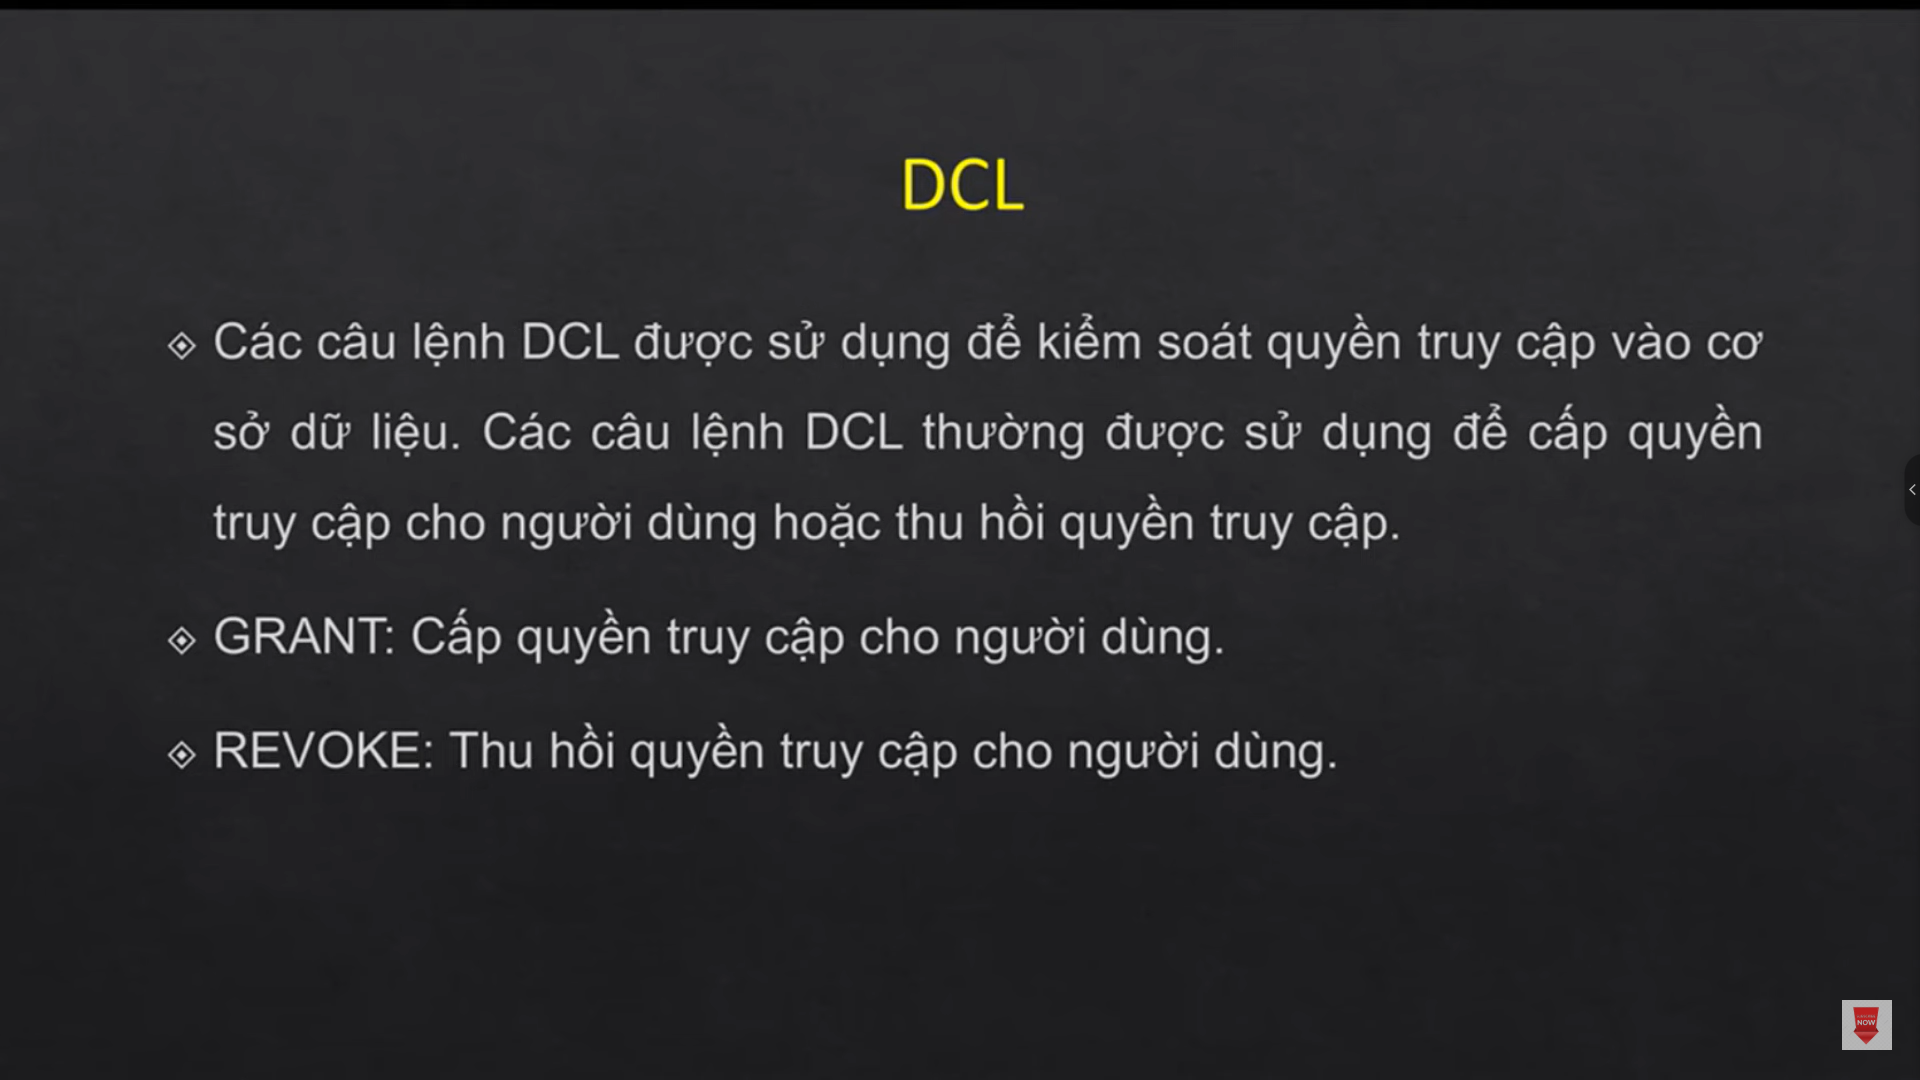 DCL
Các câu lệnh DCL được sử dụng để kiểm soát quyền truy cập vào cơ
sở dữ liệu. Các câu lệnh DCL thường được sử dụng để cấp quyền
truy cập cho người dùng hoặc thu hồi quyền truy cập.
GRANT: Cấp quyền truy cập cho người dùng.
REVOKE: Thu hồi quyền truy cập cho người dùng.
NOW